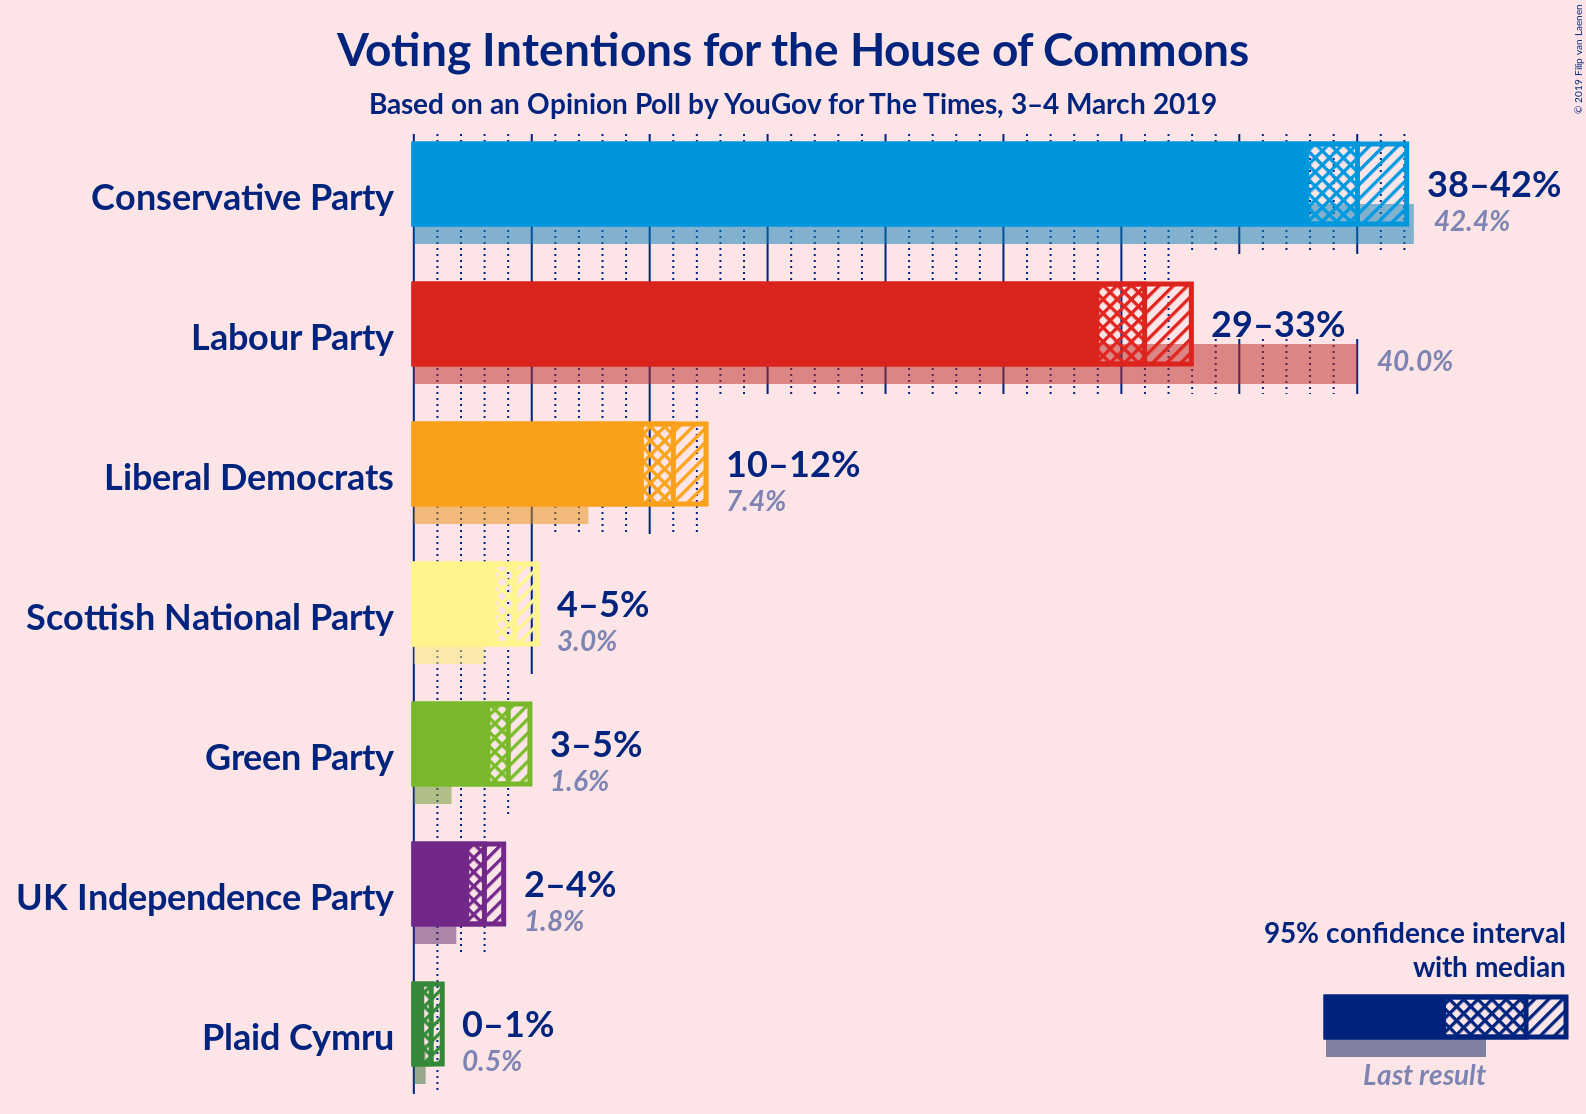 Voting Intentions for the House of Commons
Based on an Opinion Poll by YouGov for The Times, 3–4 March 2019
© 2019 Filip van Laenen
Conservative Party
38–42%
42.4%
Labour Party
29–33%
40.0%
Liberal Democrats
10–12%
7.4%
Scottish National Party
4–5%
3.0%
Green Party
3–5%
1.6%
UK Independence Party
2–4%
1.8%
Plaid Cymru
0–1%
0.5%
95% confidence interval
with median
Last result